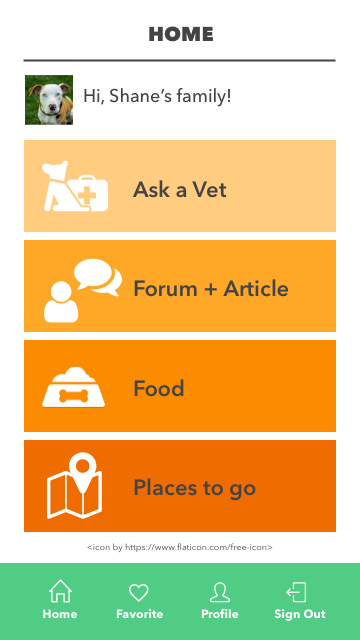 HOME
Hi, Shane’s family!
Ask a Vet
Forum + Article
Food
Places to go
<icon by https://www.flaticon.com/free-icon>
Home Favorite Profile Sign Out